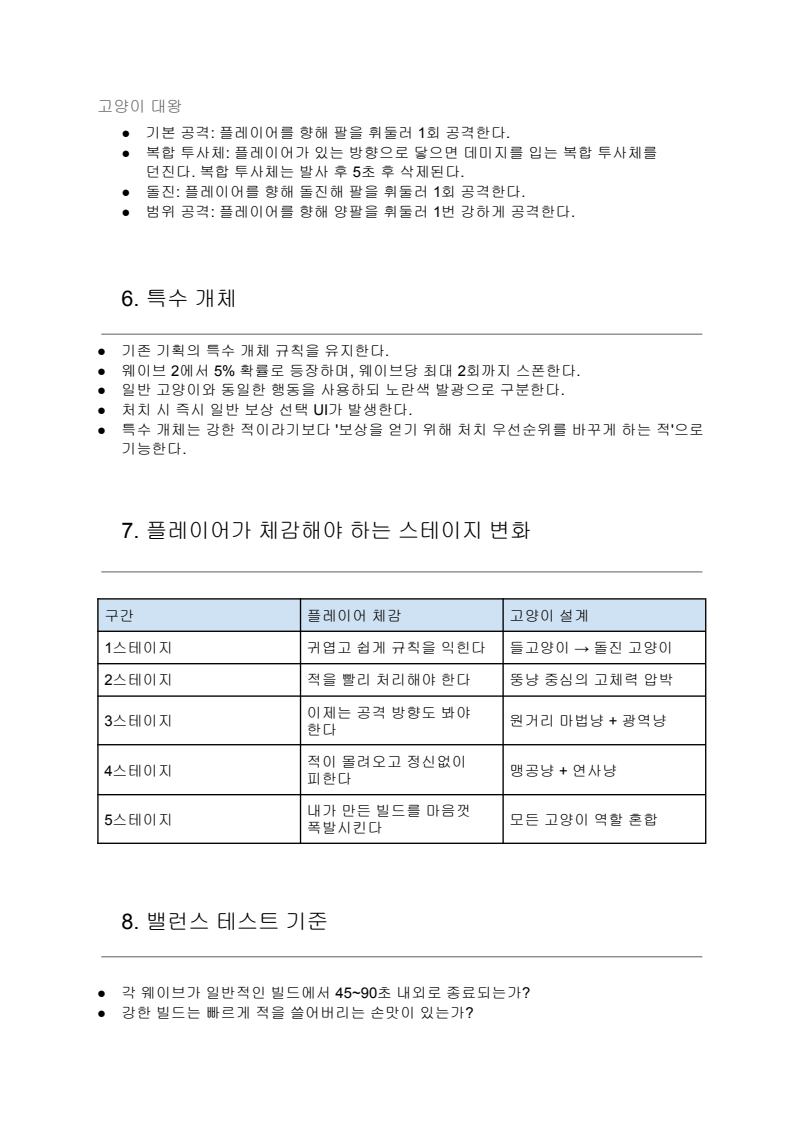 고양이 대왕
● 기본 공격: 플레이어를 향해 팔을 휘둘러 1회 공격한다.
● 복합 투사체: 플레이어가 있는 방향으로 닿으면 데미지를 입는 복합 투사체를
던진다. 복합 투사체는 발사 후 5초 후 삭제된다.
● 돌진: 플레이어를 향해 돌진해 팔을 휘둘러 1회 공격한다.
● 범위 공격: 플레이어를 향해 양팔을 휘둘러 1번 강하게 공격한다.
6. 특수 개체
● 기존 기획의 특수 개체 규칙을 유지한다.
● 웨이브 2에서 5% 확률로 등장하며, 웨이브당 최대 2회까지 스폰한다.
● 일반 고양이와 동일한 행동을 사용하되 노란색 발광으로 구분한다.
● 처치 시 즉시 일반 보상 선택 UI가 발생한다.
● 특수 개체는 강한 적이라기보다 '보상을 얻기 위해 처치 우선순위를 바꾸게 하는 적'으로
기능한다.
7. 플레이어가 체감해야 하는 스테이지 변화
구간 플레이어 체감 고양이 설계
1스테이지 귀엽고 쉽게 규칙을 익힌다 들고양이 → 돌진 고양이
2스테이지 적을 빨리 처리해야 한다 뚱냥 중심의 고체력 압박
3스테이지 이제는 공격 방향도 봐야
한다 원거리 마법냥 + 광역냥
4스테이지 적이 몰려오고 정신없이
피한다 맹공냥 + 연사냥
5스테이지 내가 만든 빌드를 마음껏
폭발시킨다 모든 고양이 역할 혼합
8. 밸런스 테스트 기준
● 각 웨이브가 일반적인 빌드에서 45~90초 내외로 종료되는가?
● 강한 빌드는 빠르게 적을 쓸어버리는 손맛이 있는가?